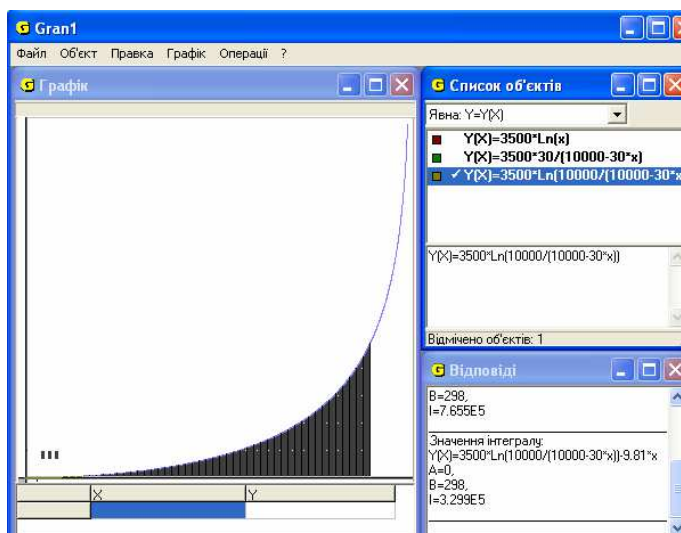 Gran1
Файл Об'єкт Правка Графік Операції ?
Графік
X Y
Список об'єктів
Явна: Y=Y(X)
Y(X)=3500*Ln(x)
Y(X)=3500*30/(10000-30*x)
Y(X)=3500*Ln(10000/(10000-30*x
Y(X)=3500*Ln(10000/(10000-30*x))
Відмічено об'єктів: 1
Відповіді
B=298,
I=7.655E5
Значення інтегралу:
Y(X)=3500*Ln(10000/(10000-30*x))-9.81*x
A=0,
B=298,
I=3.299E5